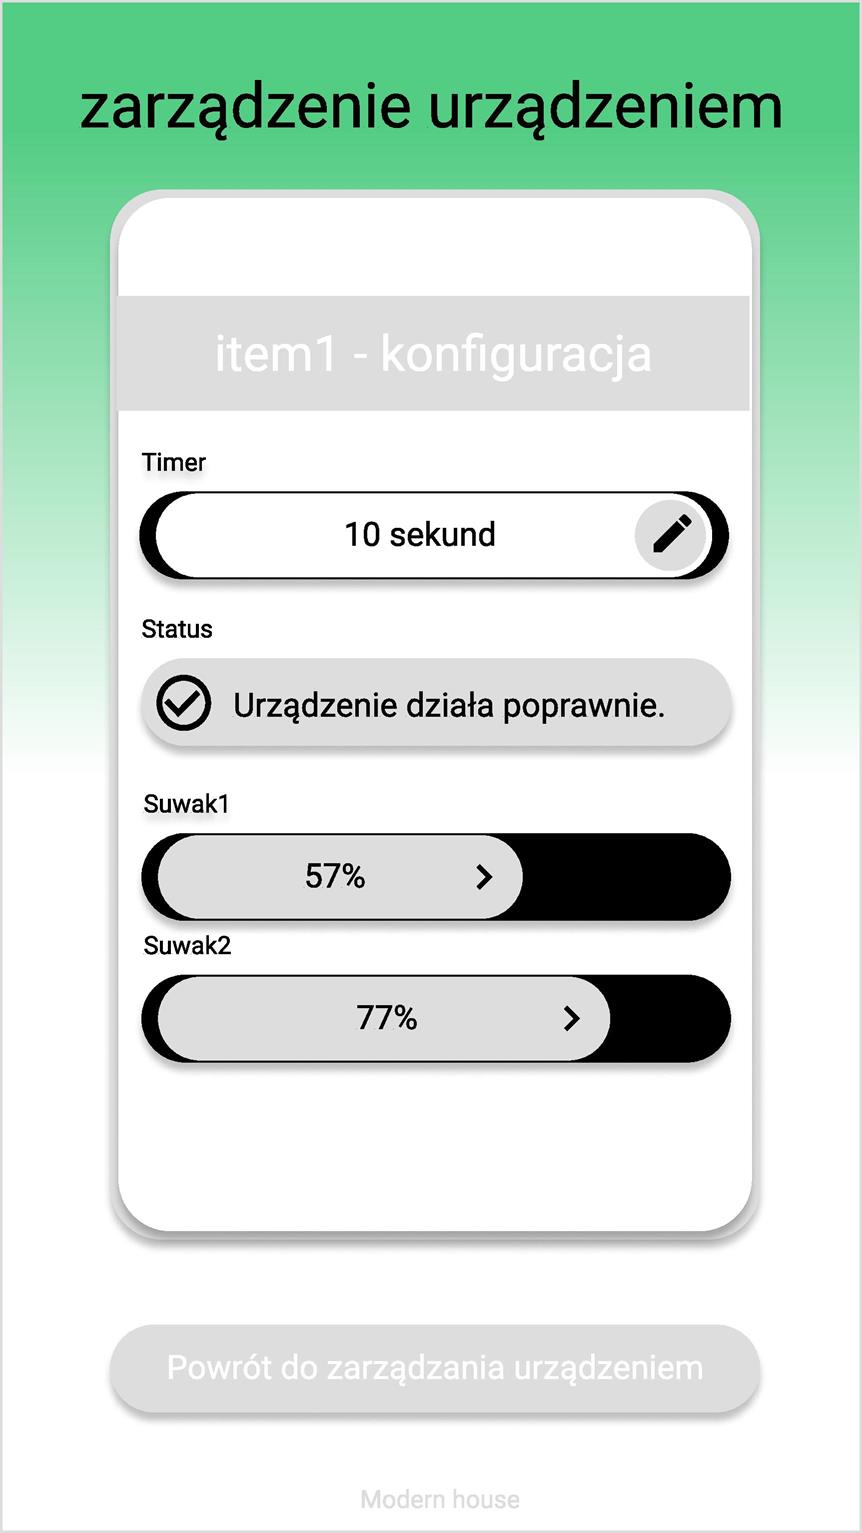 zarządzenie urządzeniem
item1 - konfiguracja
Timer
10 sekund
Status
Urządzenie działa poprawnie.
Suwak1
57%
Suwak2
77%
Powrót do zarządzania urządzeniem
Modern house